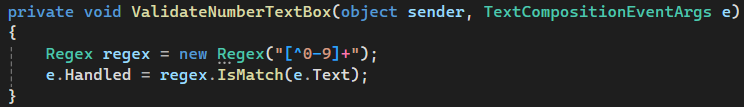 private void ValidateNumberTextBox(object sender, TextCompositionEventArgs e)
{
    Regex regex = new Regex("[^0-9]+");
    e.Handled = regex.IsMatch(e.Text);
}